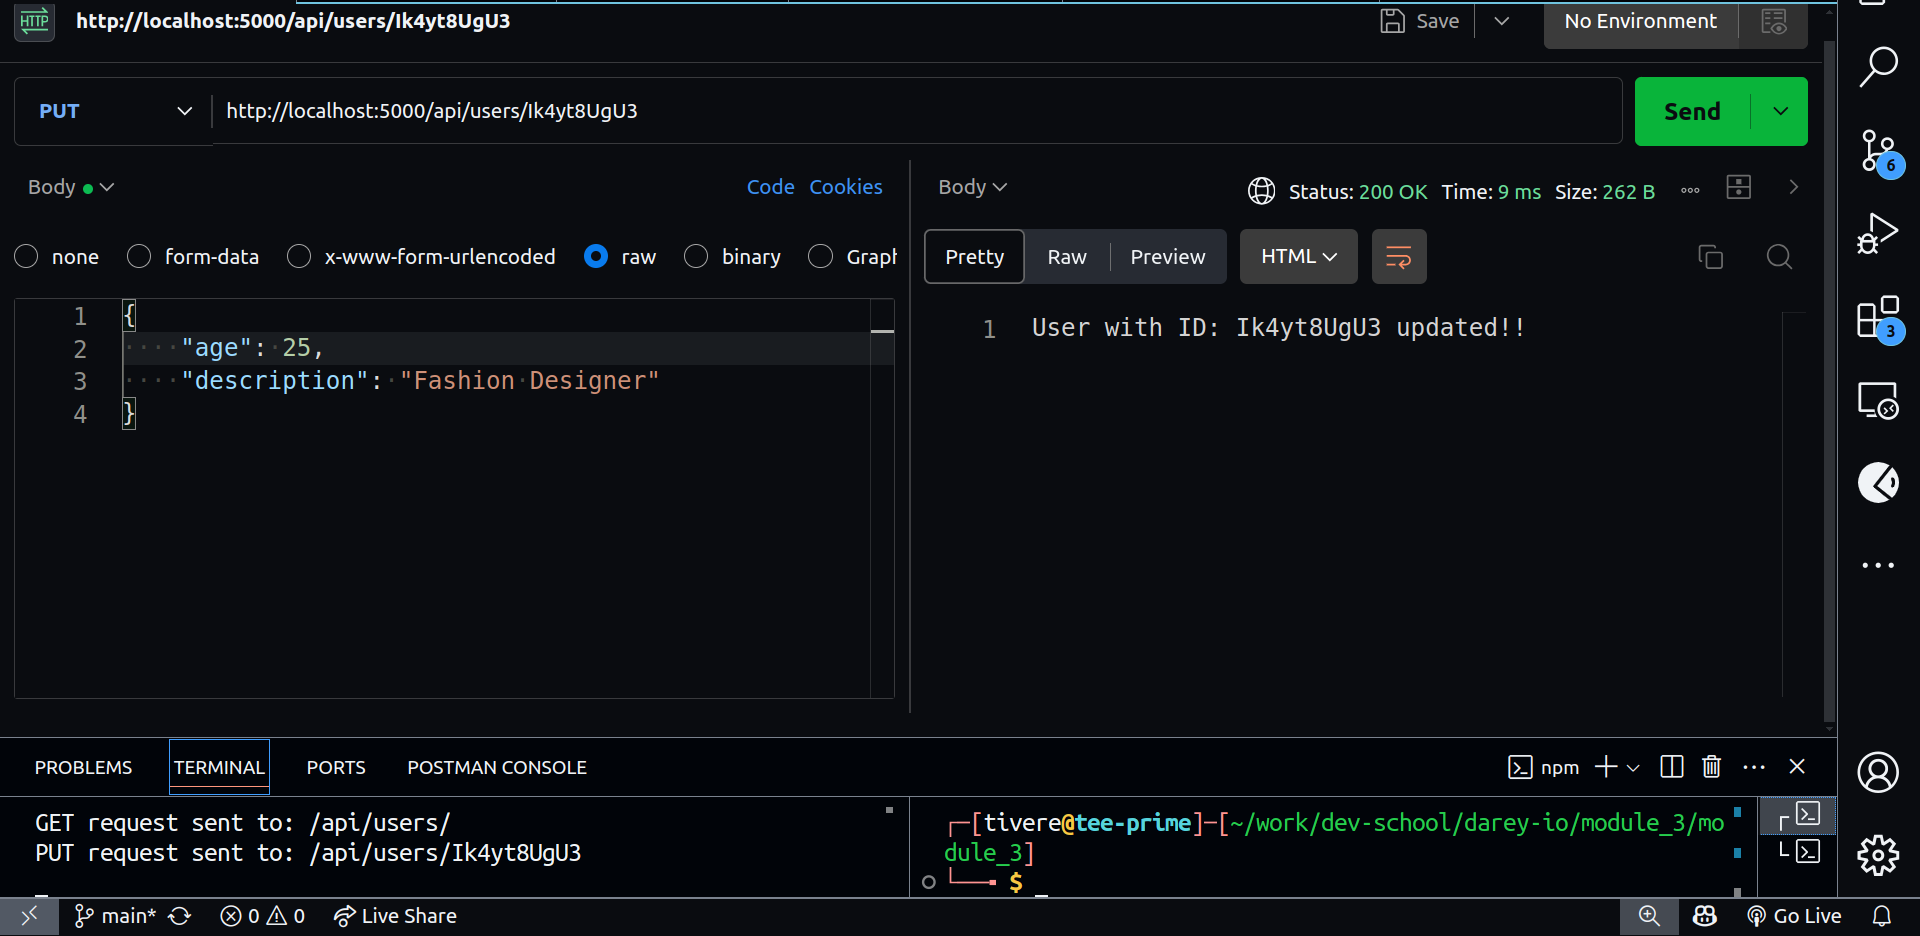 HTTP
http://localhost:5000/api/users/Ik4yt8UgU3
Save
No Environment
PUT
http://localhost:5000/api/users/Ik4yt8UgU3
Send
Body
Code Cookies
none form-data x-www-form-urlencoded raw binary Graph
1 {
2 "age": 25,
3 "description": "Fashion Designer"
4 }
Body
Status: 200 OK Time: 9 ms Size: 262 B
Pretty Raw Preview HTML
1 User with ID: Ik4yt8UgU3 updated!!
6
3
PROBLEMS TERMINAL PORTS POSTMAN CONSOLE
npm
GET request sent to: /api/users/
PUT request sent to: /api/users/Ik4yt8UgU3
[tivere@tee-prime]-[~/work/dev-school/darey-io/module_3/mo
dule_3]
$
main* 0 0 Live Share
Go Live